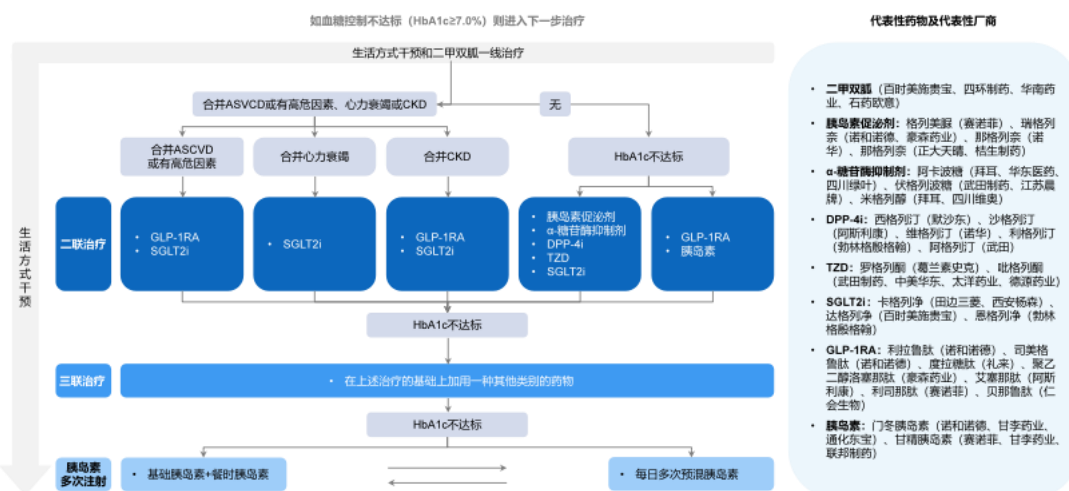 如血糖控制不达标（HbA1c≥7.0%）则进入下一步治疗
生活方式干预和二甲双胍一线治疗
合并ASVCD或有高危因素、心力衰竭或CKD
无
合并ASCVD
或有高危因素
合并心力衰竭
合并CKD
HbA1c不达标
生活方式干预
二联治疗
• GLP-1RA
• SGLT2i
• SGLT2i
• GLP-1RA
• SGLT2i
• 胰岛素促泌剂
• α-糖苷酶抑制剂
• DPP-4i
• TZD
• SGLT2i
• GLP-1RA
• 胰岛素
HbA1c不达标
三联治疗
• 在上述治疗的基础上加用一种其他类别的药物
HbA1c不达标
胰岛素
多次注射
• 基础胰岛素+餐时胰岛素
• 每日多次预混胰岛素
代表性药物及代表性厂商
• 二甲双胍（百时美施贵宝、四环制药、华南药
业、石药欧意）
• 胰岛素促泌剂：格列美脲（赛诺菲）、瑞格列
奈（诺和诺德、豪森药业）、那格列奈（诺
华）、那格列奈（正大天晴、桔生制药）
• α-糖苷酶抑制剂：阿卡波糖（拜耳、华东医药、
四川绿叶）、伏格列波糖（武田制药、江苏晨
牌）、米格列醇（拜耳、四川维奥）
• DPP-4i：西格列汀（默沙东）、沙格列汀
（阿斯利康）、维格列汀（诺华）、利格列汀
（勃林格殷格翰）、阿格列汀（武田）
• TZD：罗格列酮（葛兰素史克）、吡格列酮
（武田制药、中美华东、太洋药业、德源药业）
• SGLT2i：卡格列净（田边三菱、西安杨森）、
达格列净（百时美施贵宝）、恩格列净（勃林
格殷格翰）
• GLP-1RA：利拉鲁肽（诺和诺德）、司美格
鲁肽（诺和诺德）、度拉糖肽（礼来）、聚乙
二醇洛塞那肽（豪森药业）、艾塞那肽（阿斯
利康）、利司那肽（赛诺菲）、贝那鲁肽（仁
会生物）
• 胰岛素：门冬胰岛素（诺和诺德、甘李药业、
通化东宝）、甘精胰岛素（赛诺菲、甘李药业、
联邦制药）